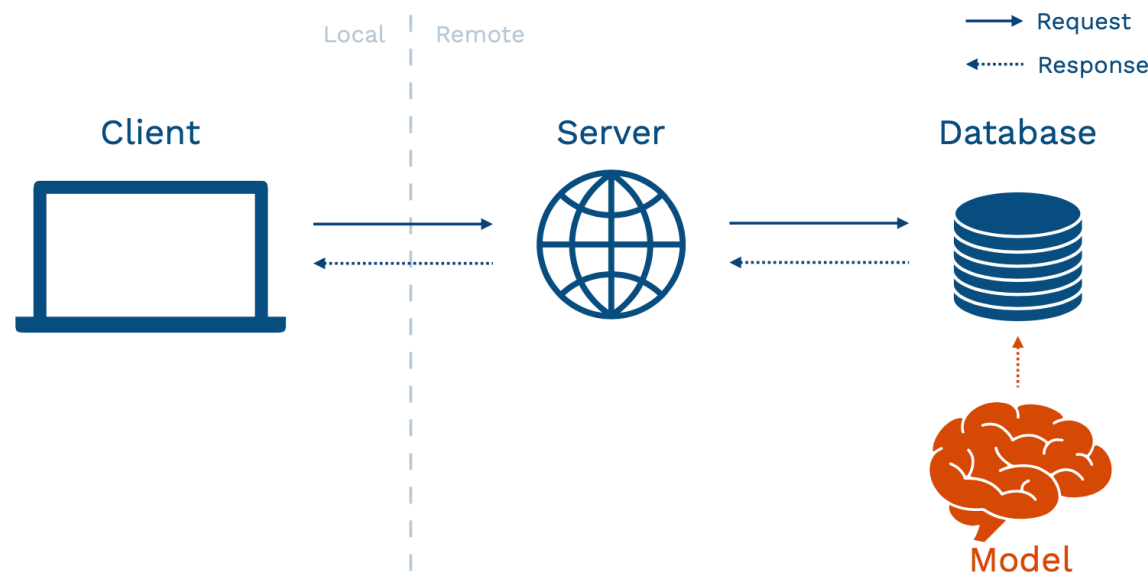 Local
Remote
Request
Response
Client
Server
Database
Model